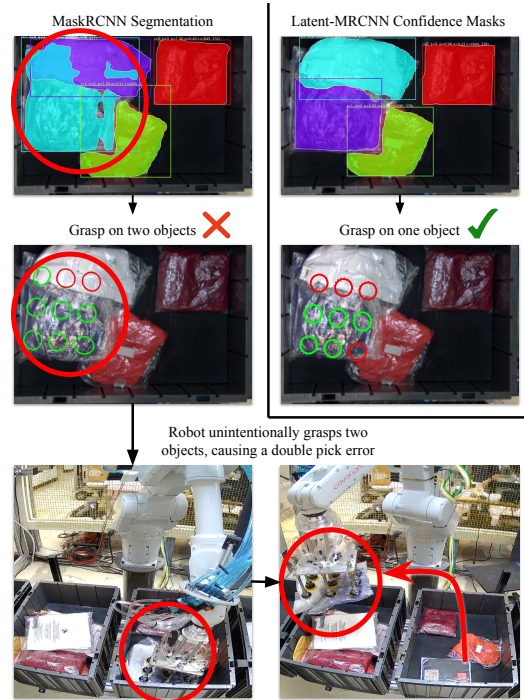 MaskRCNN Segmentation
Latent-MRCNN Confidence Masks
Grasp on two objects
Grasp on one object
Robot unintentionally grasps two
objects, causing a double pick error